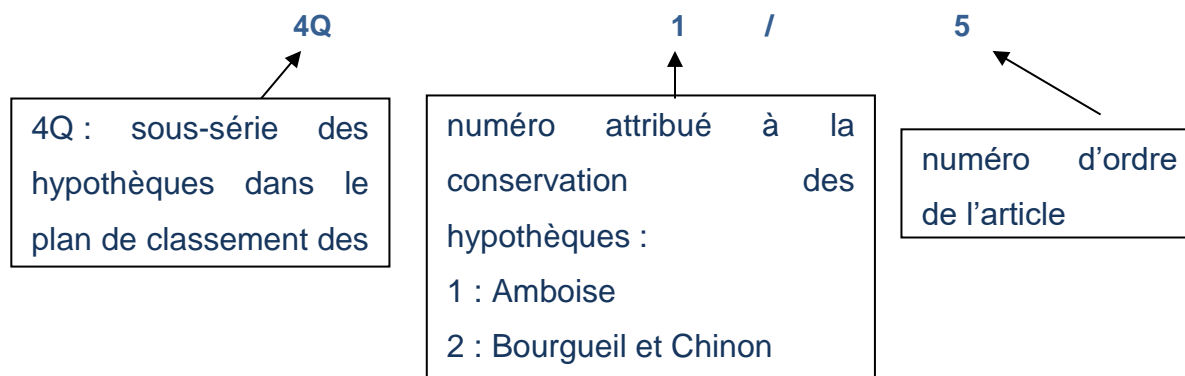 4Q 1 / 5
4Q : sous-série des
hypothèques dans le
plan de classement des
numéro attribué à la
conservation des
hypothèques :
1 : Amboise
2 : Bourgueil et Chinon
numéro d'ordre
de l'article